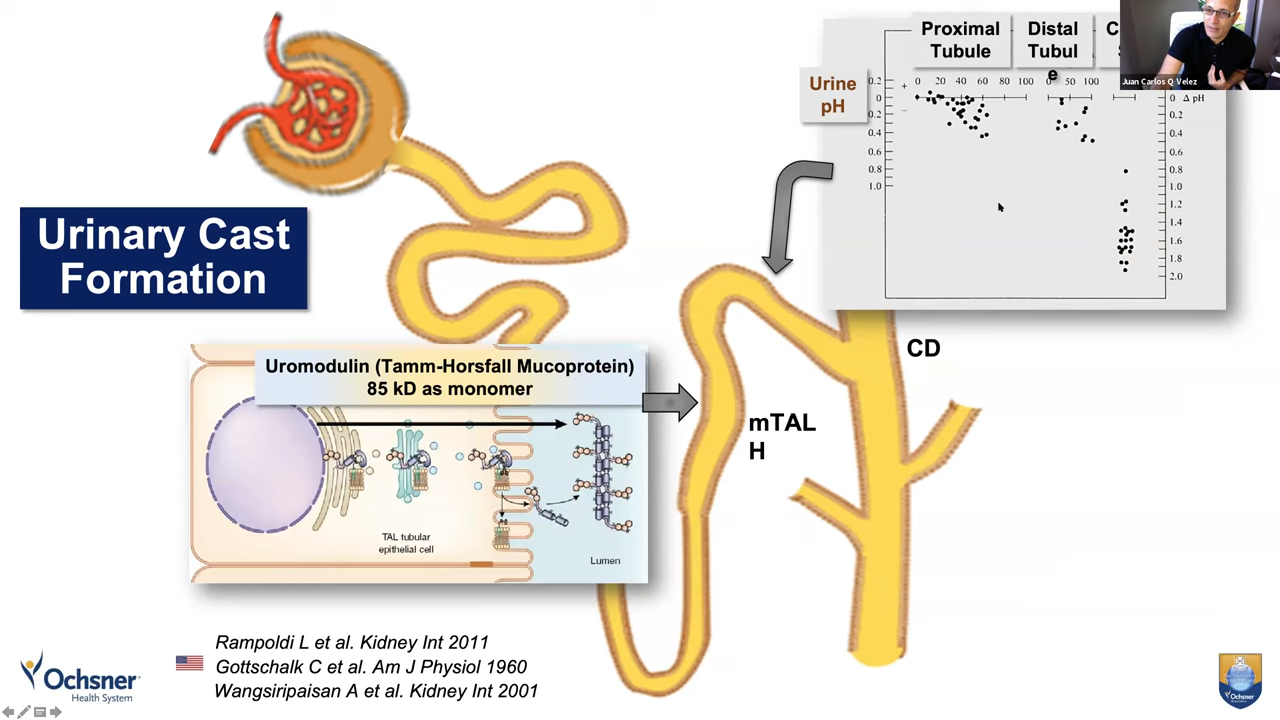 Proximal
Tubule
Distal
Tubul
e
C
Juan Carlos Q Velez
Urine
pH
0.2
0
0.2
0.4
0.6
0.8
1.0
+
−
0 20 40 60 80 100
0 50 100
0 Δ pH
0.2
0.4
0.6
0.8
1.0
1.2
1.4
1.6
1.8
2.0
Urinary Cast
Formation
Uromodulin (Tamm-Horsfall Mucoprotein)
85 kD as monomer
TAL tubular
epithelial cell
Lumen
mTAL
H
CD
Rampoldi L et al. Kidney Int 2011
Gottschalk C et al. Am J Physiol 1960
Wangsiripaisan A et al. Kidney Int 2001
Ochsner
Health System
Ochsner